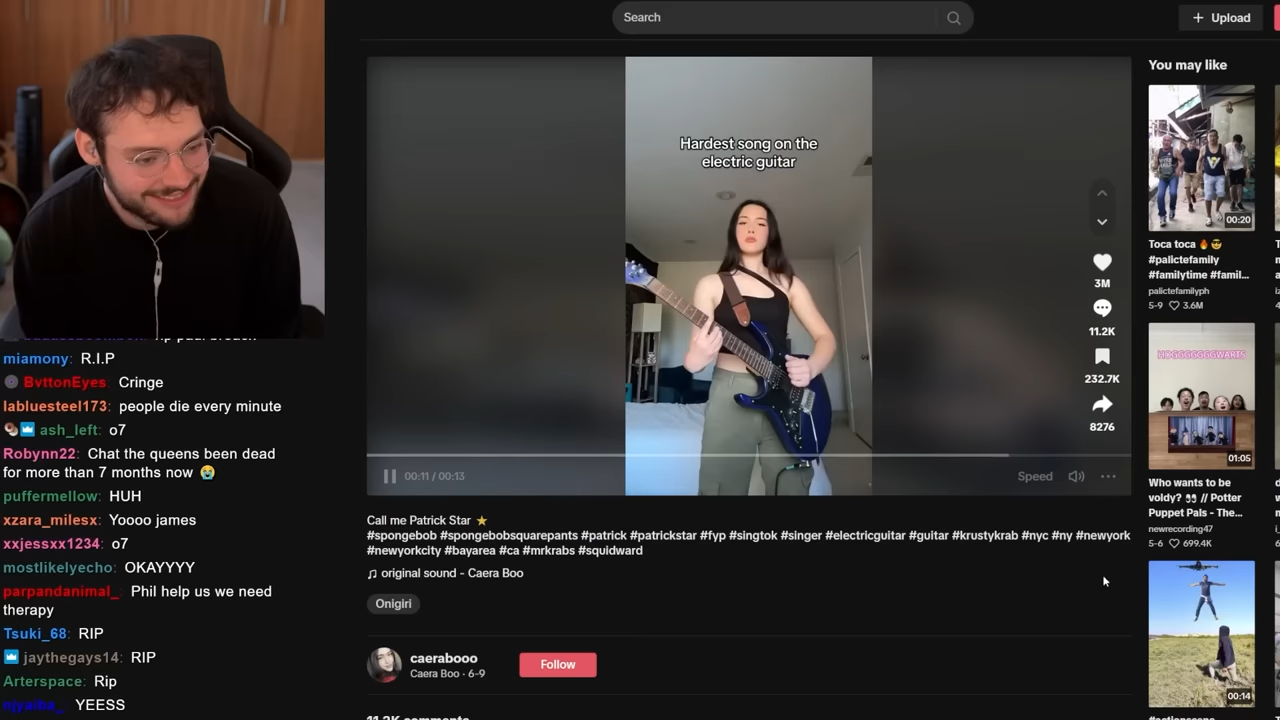 Search
Upload
Hardest song on the
electric guitar
3M
11.2K
232.7K
8276
00:11 / 00:13
Speed
Call me Patrick Star ⭐
#spongebob #spongebobsquarepants #patrick #patrickstar #fyp #singtok #singer #electricguitar #guitar #krustykrab #nyc #ny #newyork
#newyorkcity #bayarea #ca #mrkrabs #squidward
original sound - Caera Boo
Onigiri
caerabooo
Caera Boo · 6-9
Follow
11.2K comments
You may like
00:20
Toca toca 🔥😎
#palictefamily
#familytime #famil...
palictefamilyph
5-9 3.6M
HOGGGGGGGWARTS
01:05
Who wants to be
voldy? 👀 // Potter
Puppet Pals - The...
newrecording47
5-6 699.4K
00:14
miamony: R.I.P
BvttonEyes: Cringe
labluesteel173: people die every minute
ash_left: o7
Robynn22: Chat the queens been dead
for more than 7 months now 😭
puffermellow: HUH
xzara_milesx: Yoooo james
xxjessxx1234: o7
mostlikelyecho: OKAYYYY
parpandanimal_: Phil help us we need
therapy
Tsuki_68: RIP
jaythegays14: RIP
Arterspace: Rip
YEESS